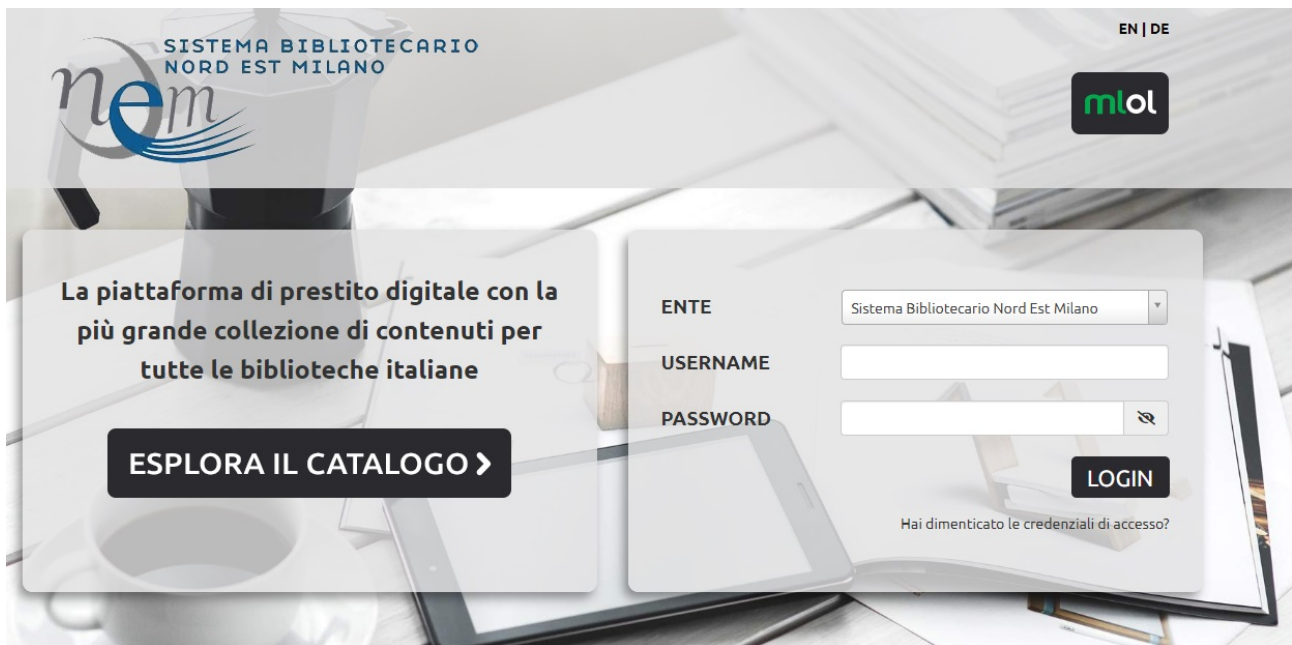 SISTEMA BIBLIOTECARIO
NORD EST MILANO
nem
EN | DE
mlol
La piattaforma di prestito digitale con la
più grande collezione di contenuti per
tutte le biblioteche italiane
ESPLORA IL CATALOGO
ENTE
Sistema Bibliotecario Nord Est Milano
USERNAME
PASSWORD
LOGIN
Hai dimenticato le credenziali di accesso?